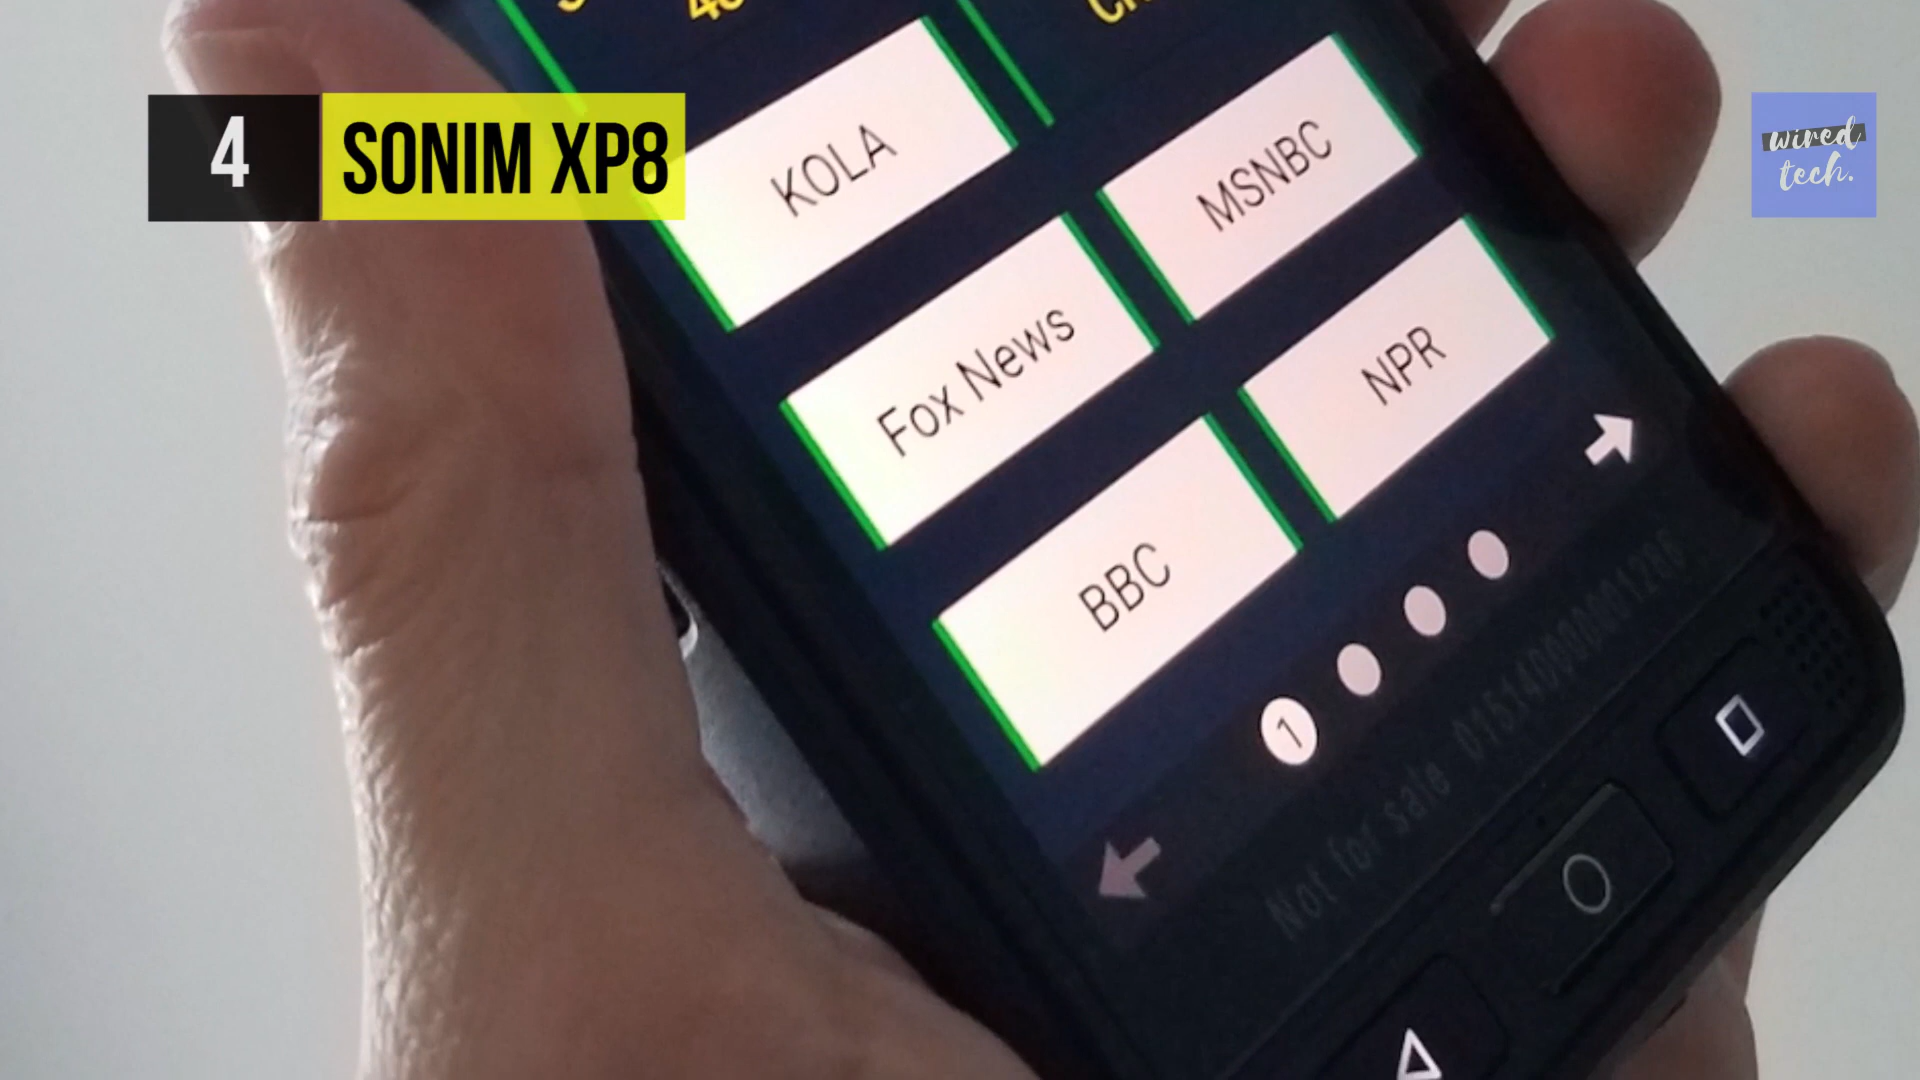 4
SONIM XP8
wired
tech.
KOLA
MSNBC
Fox News
NPR
BBC
1
Not for sale